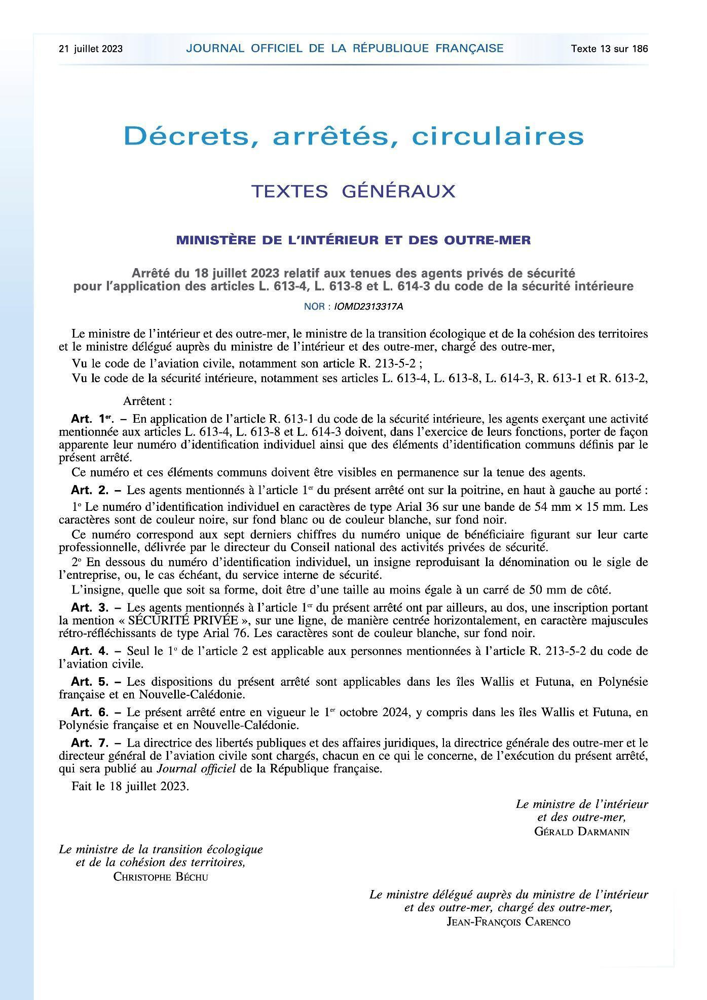 21 juillet 2023
JOURNAL OFFICIEL DE LA RÉPUBLIQUE FRANÇAISE
Texte 13 sur 186
Décrets, arrêtés, circulaires
TEXTES GÉNÉRAUX
MINISTÈRE DE L’INTÉRIEUR ET DES OUTRE-MER
Arrêté du 18 juillet 2023 relatif aux tenues des agents privés de sécurité
pour l’application des articles L. 613-4, L. 613-8 et L. 614-3 du code de la sécurité intérieure
NOR : IOMD2313317A
Le ministre de l’intérieur et des outre-mer, le ministre de la transition écologique et de la cohésion des territoires
et le ministre délégué auprès du ministre de l’intérieur et des outre-mer, chargé des outre-mer,
Vu le code de l’aviation civile, notamment son article R. 213-5-2 ;
Vu le code de la sécurité intérieure, notamment ses articles L. 613-4, L. 613-8, L. 614-3, R. 613-1 et R. 613-2,
Arrêtent :
Art. 1er. – En application de l’article R. 613-1 du code de la sécurité intérieure, les agents exerçant une activité
mentionnée aux articles L. 613-4, L. 613-8 et L. 614-3 doivent, dans l’exercice de leurs fonctions, porter de façon
apparente leur numéro d’identification individuel ainsi que des éléments d’identification communs définis par le
présent arrêté.
Ce numéro et ces éléments communs doivent être visibles en permanence sur la tenue des agents.
Art. 2. – Les agents mentionnés à l’article 1er du présent arrêté ont sur la poitrine, en haut à gauche au porté :
1o Le numéro d’identification individuel en caractères de type Arial 36 sur une bande de 54 mm × 15 mm. Les
caractères sont de couleur noire, sur fond blanc ou de couleur blanche, sur fond noir.
Ce numéro correspond aux sept derniers chiffres du numéro unique de bénéficiaire figurant sur leur carte
professionnelle, délivrée par le directeur du Conseil national des activités privées de sécurité.
2o En dessous du numéro d’identification individuel, un insigne reproduisant la dénomination ou le sigle de
l’entreprise, ou, le cas échéant, du service interne de sécurité.
L’insigne, quelle que soit sa forme, doit être d’une taille au moins égale à un carré de 50 mm de côté.
Art. 3. – Les agents mentionnés à l’article 1er du présent arrêté ont par ailleurs, au dos, une inscription portant
la mention « SÉCURITÉ PRIVÉE », sur une ligne, de manière centrée horizontalement, en caractère majuscules
rétro-réfléchissants de type Arial 76. Les caractères sont de couleur blanche, sur fond noir.
Art. 4. – Seul le 1o de l’article 2 est applicable aux personnes mentionnées à l’article R. 213-5-2 du code de
l’aviation civile.
Art. 5. – Les dispositions du présent arrêté sont applicables dans les îles Wallis et Futuna, en Polynésie
française et en Nouvelle-Calédonie.
Art. 6. – Le présent arrêté entre en vigueur le 1er octobre 2024, y compris dans les îles Wallis et Futuna, en
Polynésie française et en Nouvelle-Calédonie.
Art. 7. – La directrice des libertés publiques et des affaires juridiques, la directrice générale des outre-mer et le
directeur général de l’aviation civile sont chargés, chacun en ce qui le concerne, de l’exécution du présent arrêté,
qui sera publié au Journal officiel de la République française.
Fait le 18 juillet 2023.
Le ministre de l’intérieur
et des outre-mer,
GÉRALD DARMANIN
Le ministre de la transition écologique
et de la cohésion des territoires,
CHRISTOPHE BÉCHU
Le ministre délégué auprès du ministre de l’intérieur
et des outre-mer, chargé des outre-mer,
JEAN-FRANÇOIS CARENCO